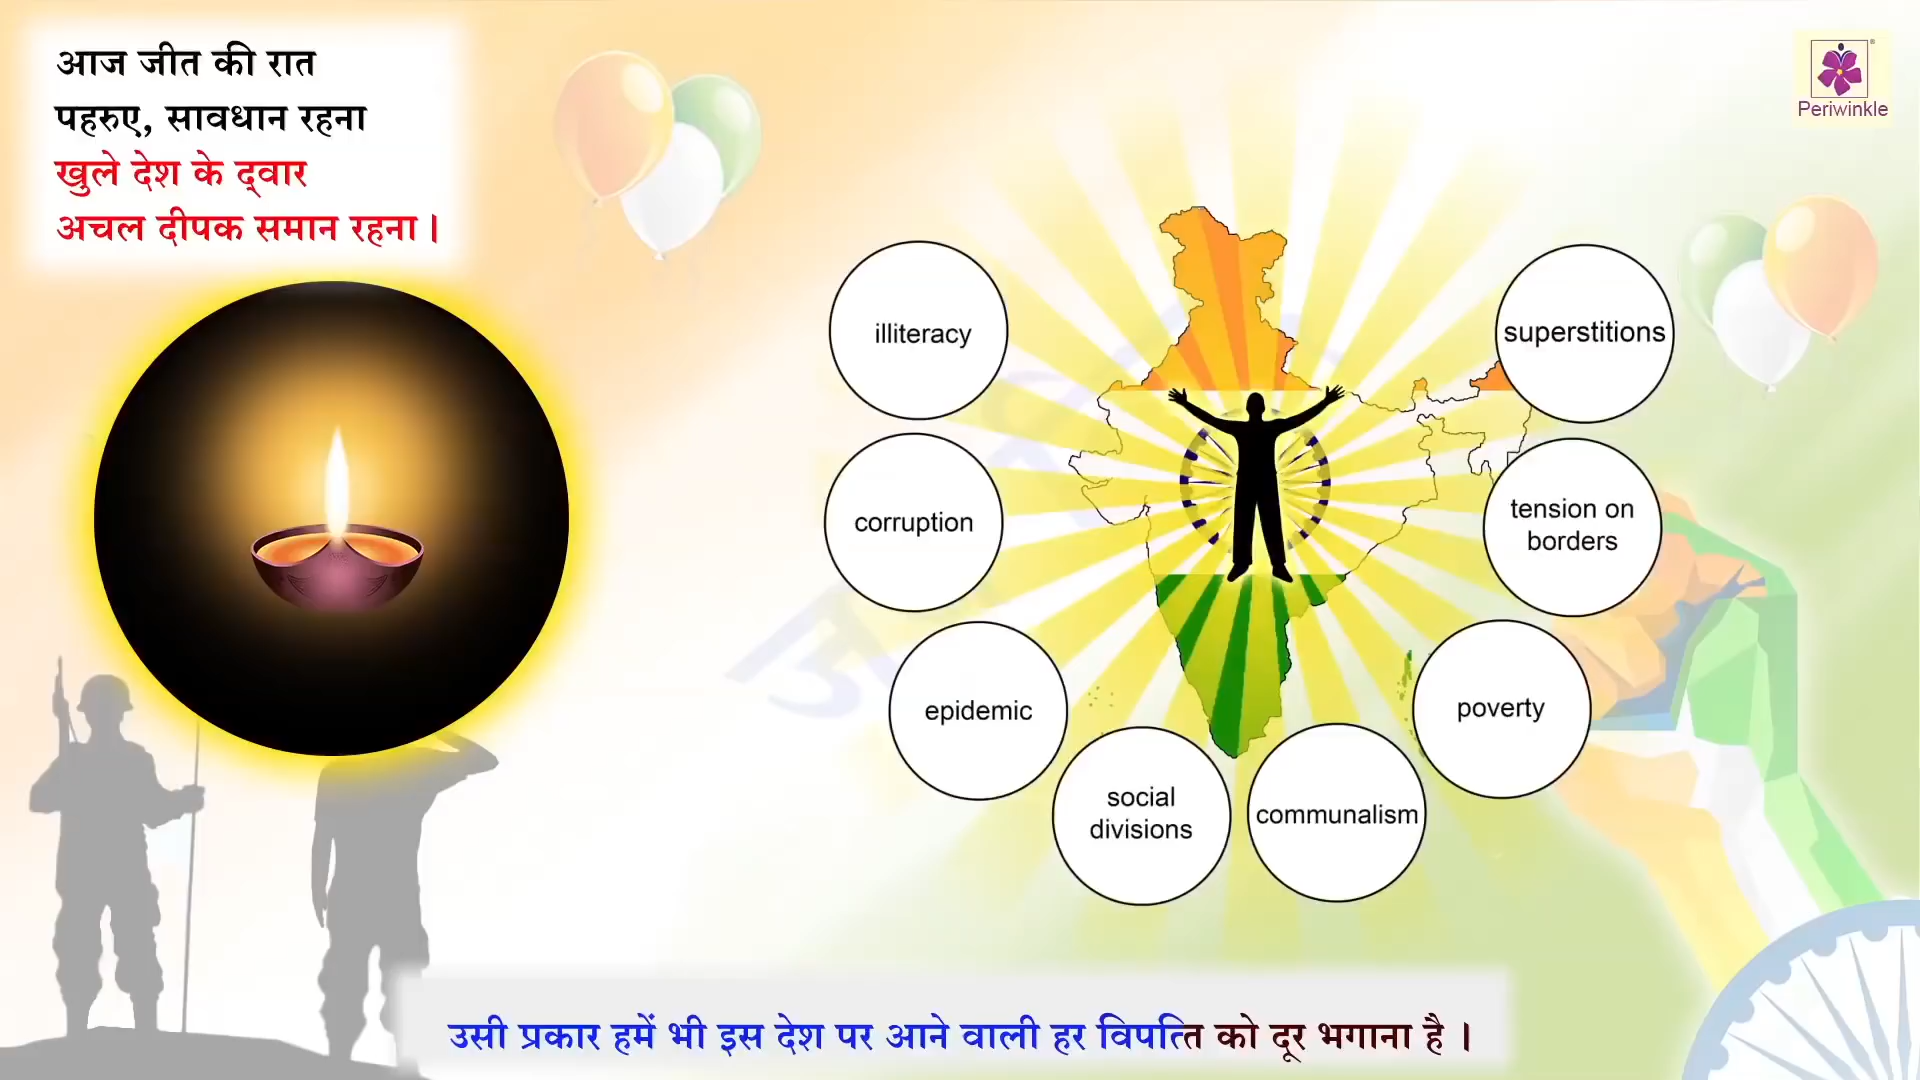 आज जीत की रात
पहरुए, सावधान रहना
खुले देश के द्‌वार
अचल दीपक समान रहना।
Periwinkle
illiteracy
superstitions
corruption
tension on
borders
epidemic
poverty
social
divisions
communalism
उसी प्रकार हमें भी इस देश पर आने वाली हर विपत्ति को दूर भगाना है ।